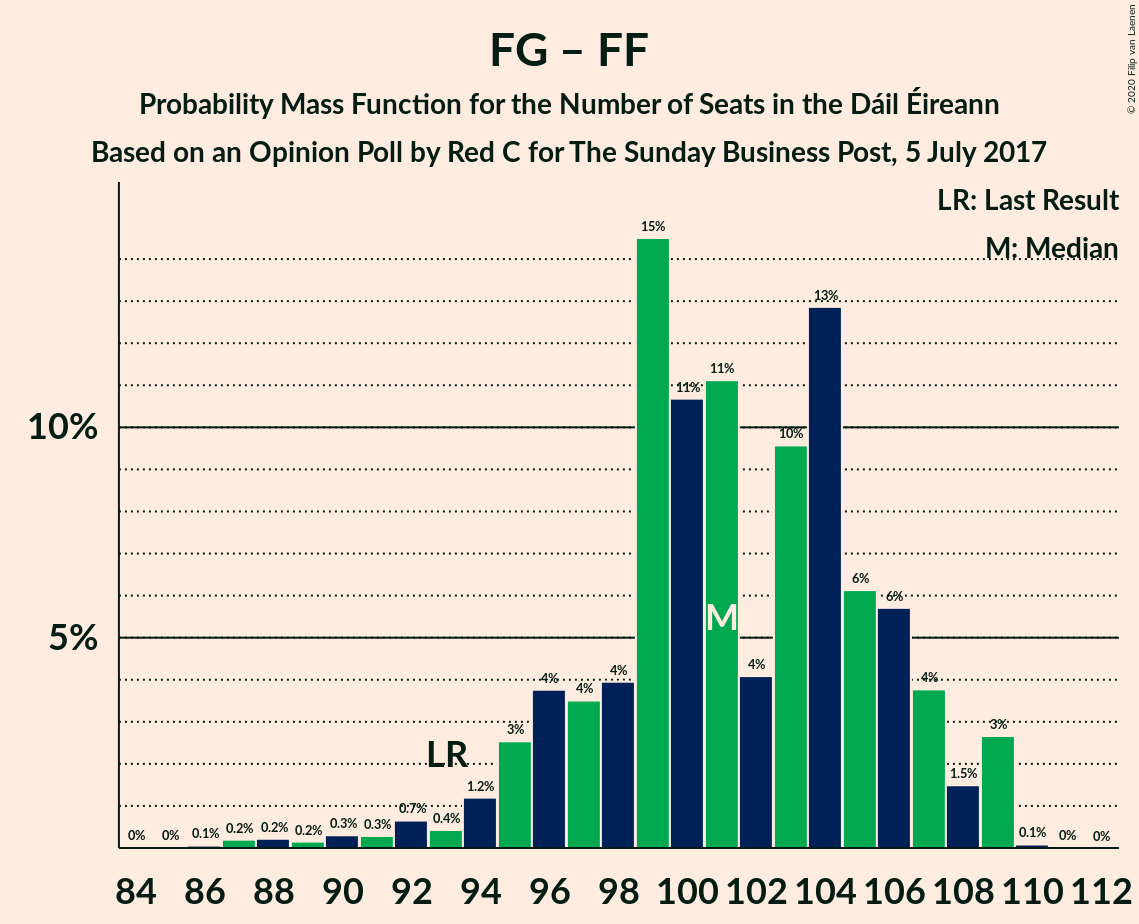 FG – FF
Probability Mass Function for the Number of Seats in the Dáil Éireann
Based on an Opinion Poll by Red C for The Sunday Business Post, 5 July 2017
© 2020 Filip van Laenen
LR: Last Result
M: Median
10%
5%
0% 0% 0.1% 0.2% 0.2% 0.2% 0.3% 0.3% 0.7% 0.4% 1.2% 3% 4% 4% 4% 15% 11% 11% 4% 10% 13% 6% 6% 4% 1.5% 3% 0.1% 0% 0%
LR
M
84 86 88 90 92 94 96 98 100 102 104 106 108 110 112